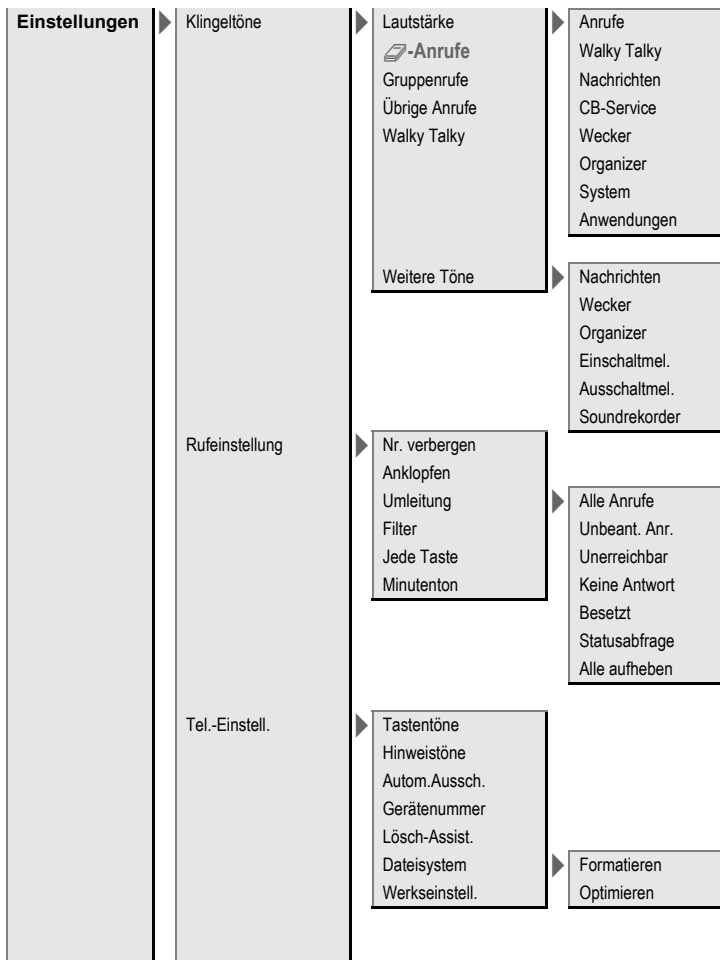 Einstellungen Klingeltöne Lautstärke Anrufe
-Anrufe Walky Talky
Gruppenrufe Nachrichten
Übrige Anrufe CB-Service
Walky Talky Wecker
Organizer
System
Anwendungen
Weitere Töne Nachrichten
Wecker
Organizer
Einschaltmel.
Ausschaltmel.
Soundrekorder
Rufeinstellung Nr. verbergen
Anklopfen
Umleitung Alle Anrufe
Filter Unbeant. Anr.
Jede Taste Unerreichbar
Minutenton Keine Antwort
Besetzt
Statusabfrage
Alle aufheben
Tel.-Einstell. Tastentöne
Hinweistöne
Autom.Aussch.
Gerätenummer
Lösch-Assist.
Dateisystem Formatieren
Werkseinstell. Optimieren